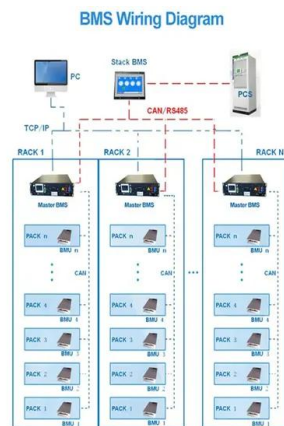 BMS Wiring Diagram
PC
Stack BMS
PCS
CAN/RS485
TCP/IP
RACK 1
RACK 2
RACK N
Master BMS
Master BMS
Master BMS
PACK n
BMU n
PACK n
BMU n
PACK n
BMU n
CAN
CAN
...
CAN
PACK 4
BMU 4
PACK 4
BMU 4
PACK 4
BMU 4
PACK 3
BMU 3
PACK 3
BMU 3
PACK 3
BMU 3
PACK 2
BMU 2
PACK 2
BMU 2
PACK 2
BMU 2
PACK 1
BMU 1
PACK 1
BMU 1
PACK 1
BMU 1